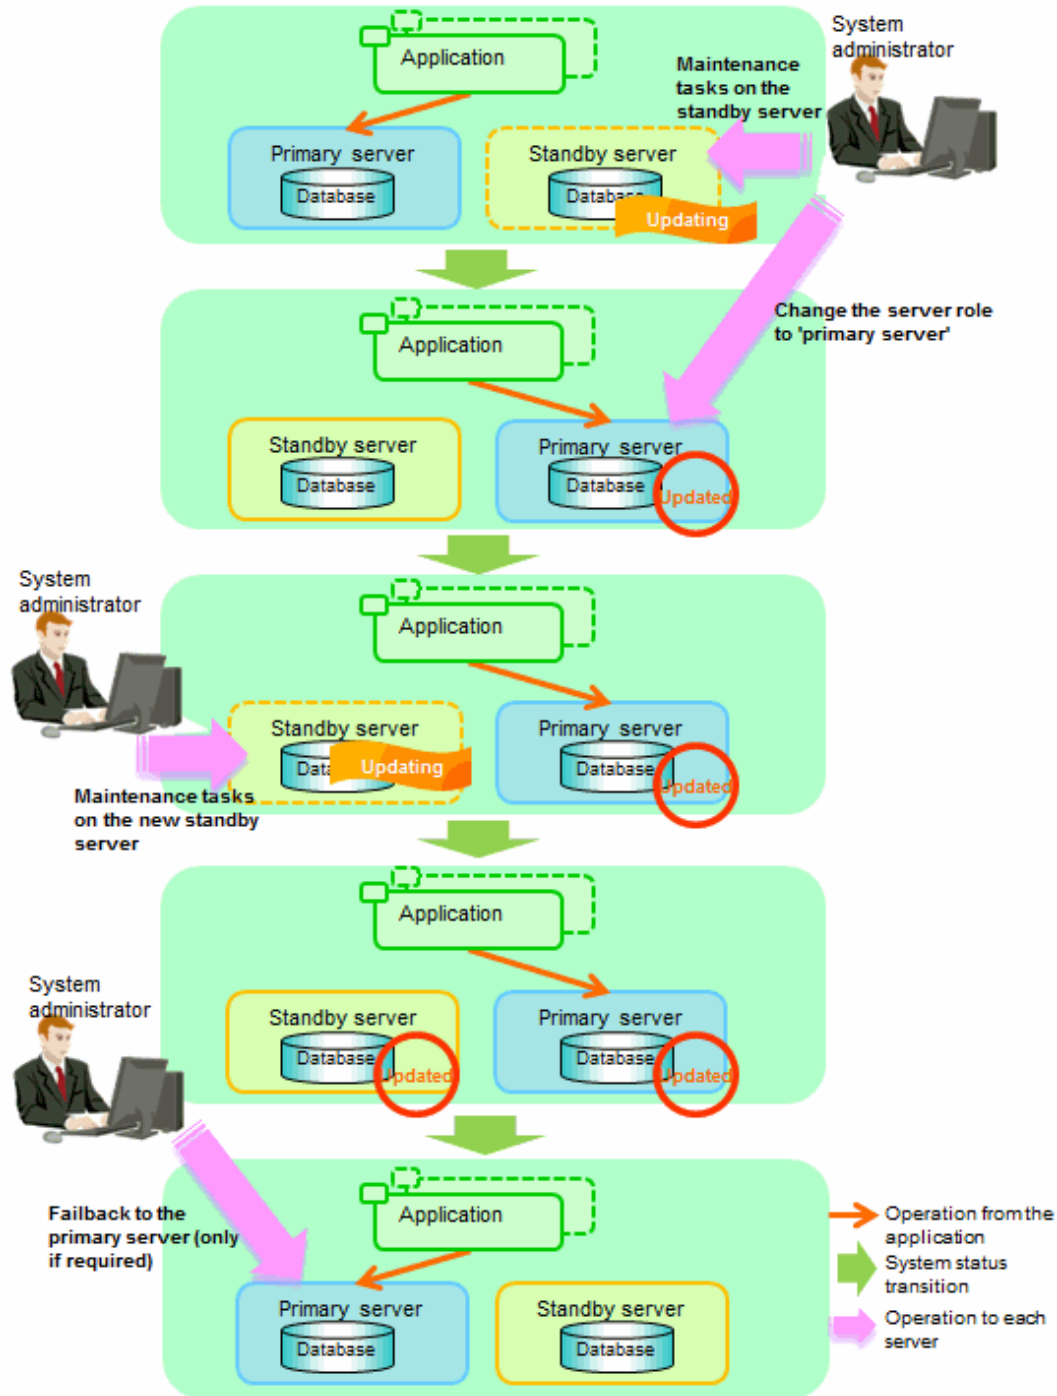 System
administrator
Application
Maintenance
tasks on the
standby server
Primary server
Database
Standby server
Database
Updating
Application
Change the server role
to 'primary server'
Standby server
Database
Primary server
Database
Updated
System
administrator
Application
Standby server
Updating
Primary server
Database
Updated
Maintenance tasks
on the new standby
server
Application
System
administrator
Standby server
Database
Updated
Primary server
Database
Updated
Application
Failback to the
primary server (only
if required)
Primary server
Database
Standby server
Database
Operation from the
application
System status
transition
Operation to each
server